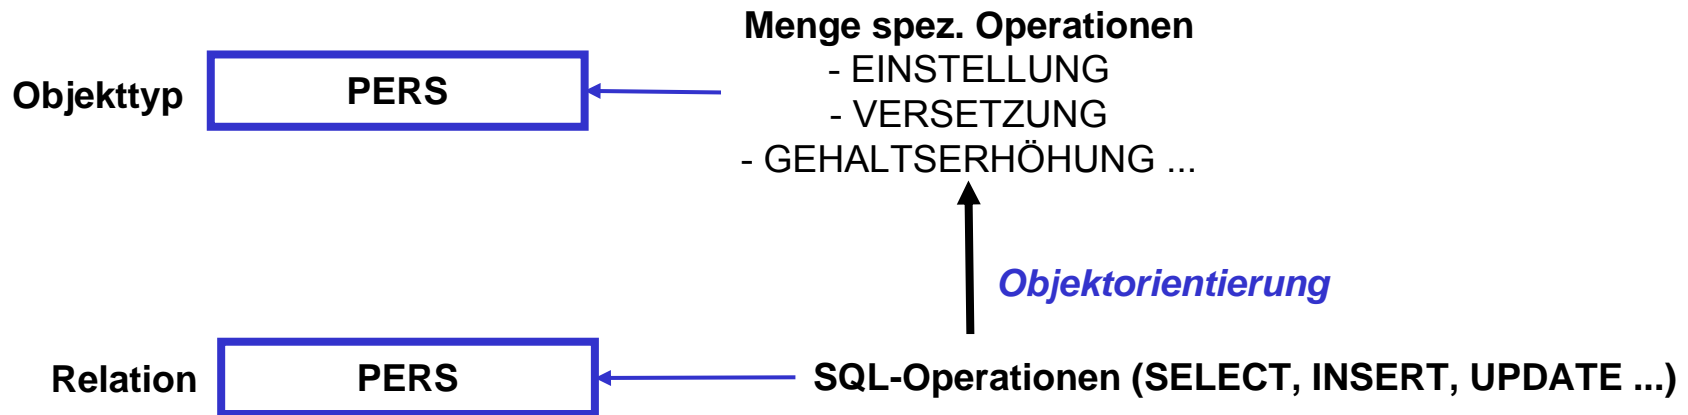 Menge spez. Operationen
- EINSTELLUNG
Objekttyp
PERS
- VERSETZUNG
- GEHALTSERHÖHUNG ...
Objektorientierung
Relation
PERS
SQL-Operationen (SELECT, INSERT, UPDATE ...)